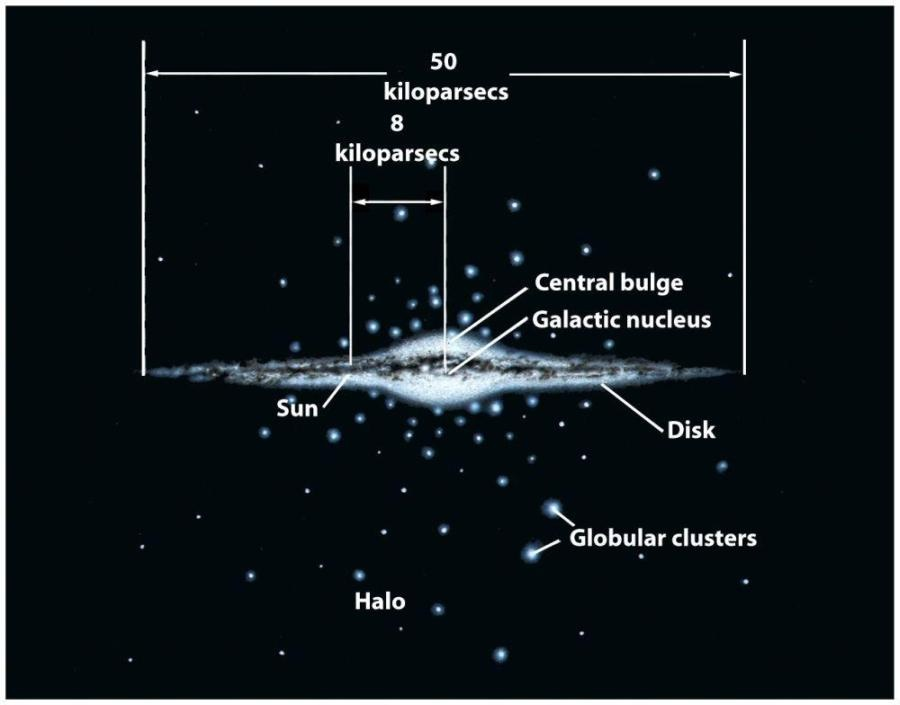 50
kiloparsecs
8
kiloparsecs
Central bulge
Galactic nucleus
Sun
Disk
Globular clusters
Halo